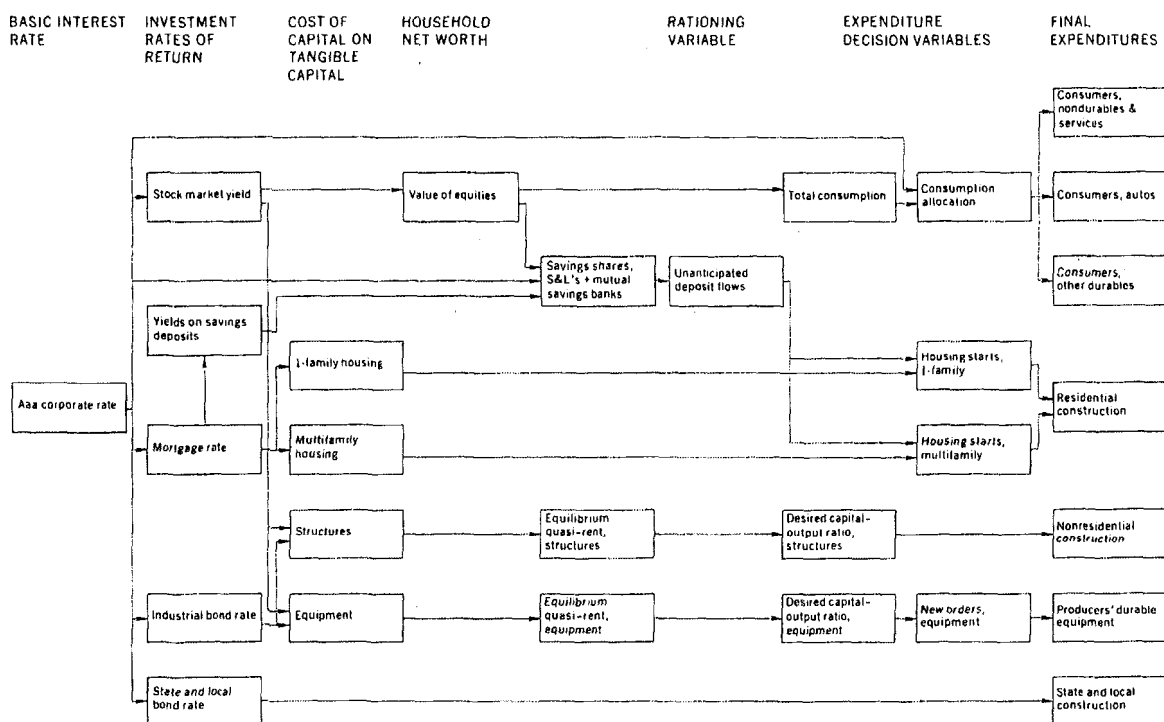 BASIC INTEREST
RATE
INVESTMENT
RATES OF
RETURN
COST OF
CAPITAL ON
TANGIBLE
CAPITAL
HOUSEHOLD
NET WORTH
RATIONING
VARIABLE
EXPENDITURE
DECISION VARIABLES
FINAL
EXPENDITURES
Consumers,
nondurables &
services
Stock market yield
Value of equities
Total consumption
Consumption
allocation
Consumers, autos
Savings shares,
S&L's + mutual
savings banks
Unanticipated
deposit flows
Consumers,
other durables
Yields on savings
deposits
1-family housing
Housing starts,
1-family
Aaa corporate rate
Residential
construction
Mortgage rate
Multifamily
housing
Housing starts,
multifamily
Structures
Equilibrium
quasi-rent,
structures
Desired capital-
output ratio,
structures
Nonresidential
construction
Industrial bond rate
Equipment
Equilibrium
quasi-rent,
equipment
Desired capital-
output ratio,
equipment
New orders,
equipment
Producers' durable
equipment
State and local
bond rate
State and local
construction